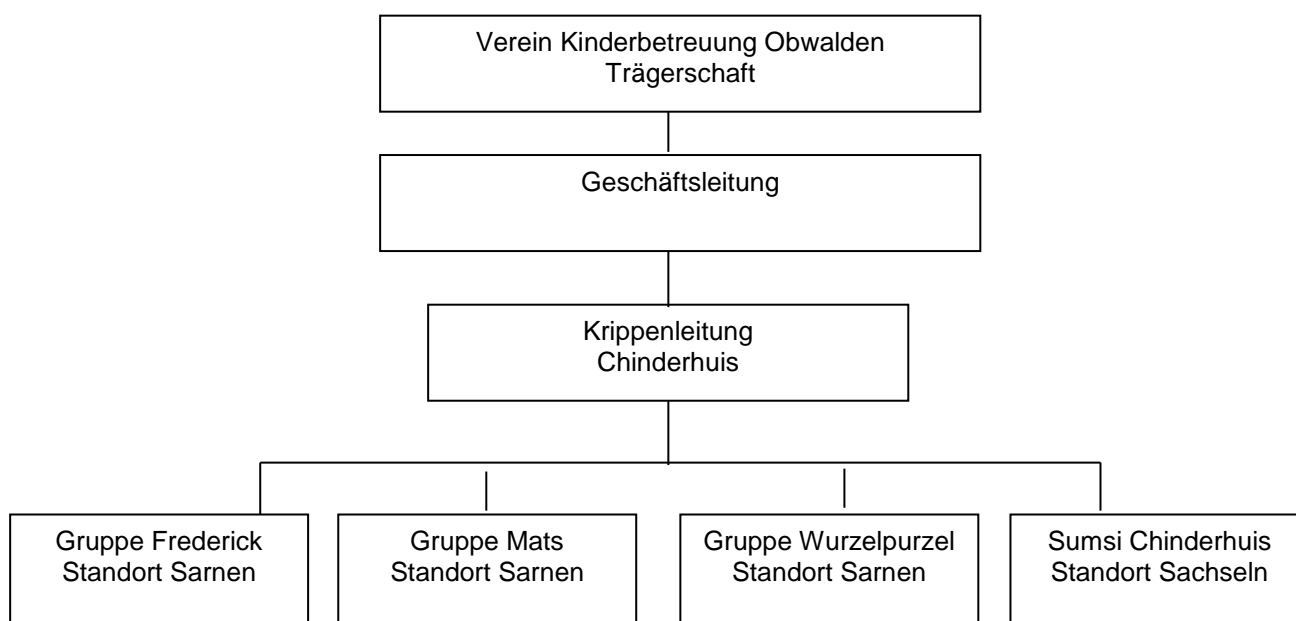 Verein Kinderbetreuung Obwalden
Trägerschaft
Geschäftsleitung
Krippenleitung
Chinderhuis
Gruppe Frederick
Standort Sarnen
Gruppe Mats
Standort Sarnen
Gruppe Wurzelpurzel
Standort Sarnen
Sumsi Chinderhuis
Standort Sachseln